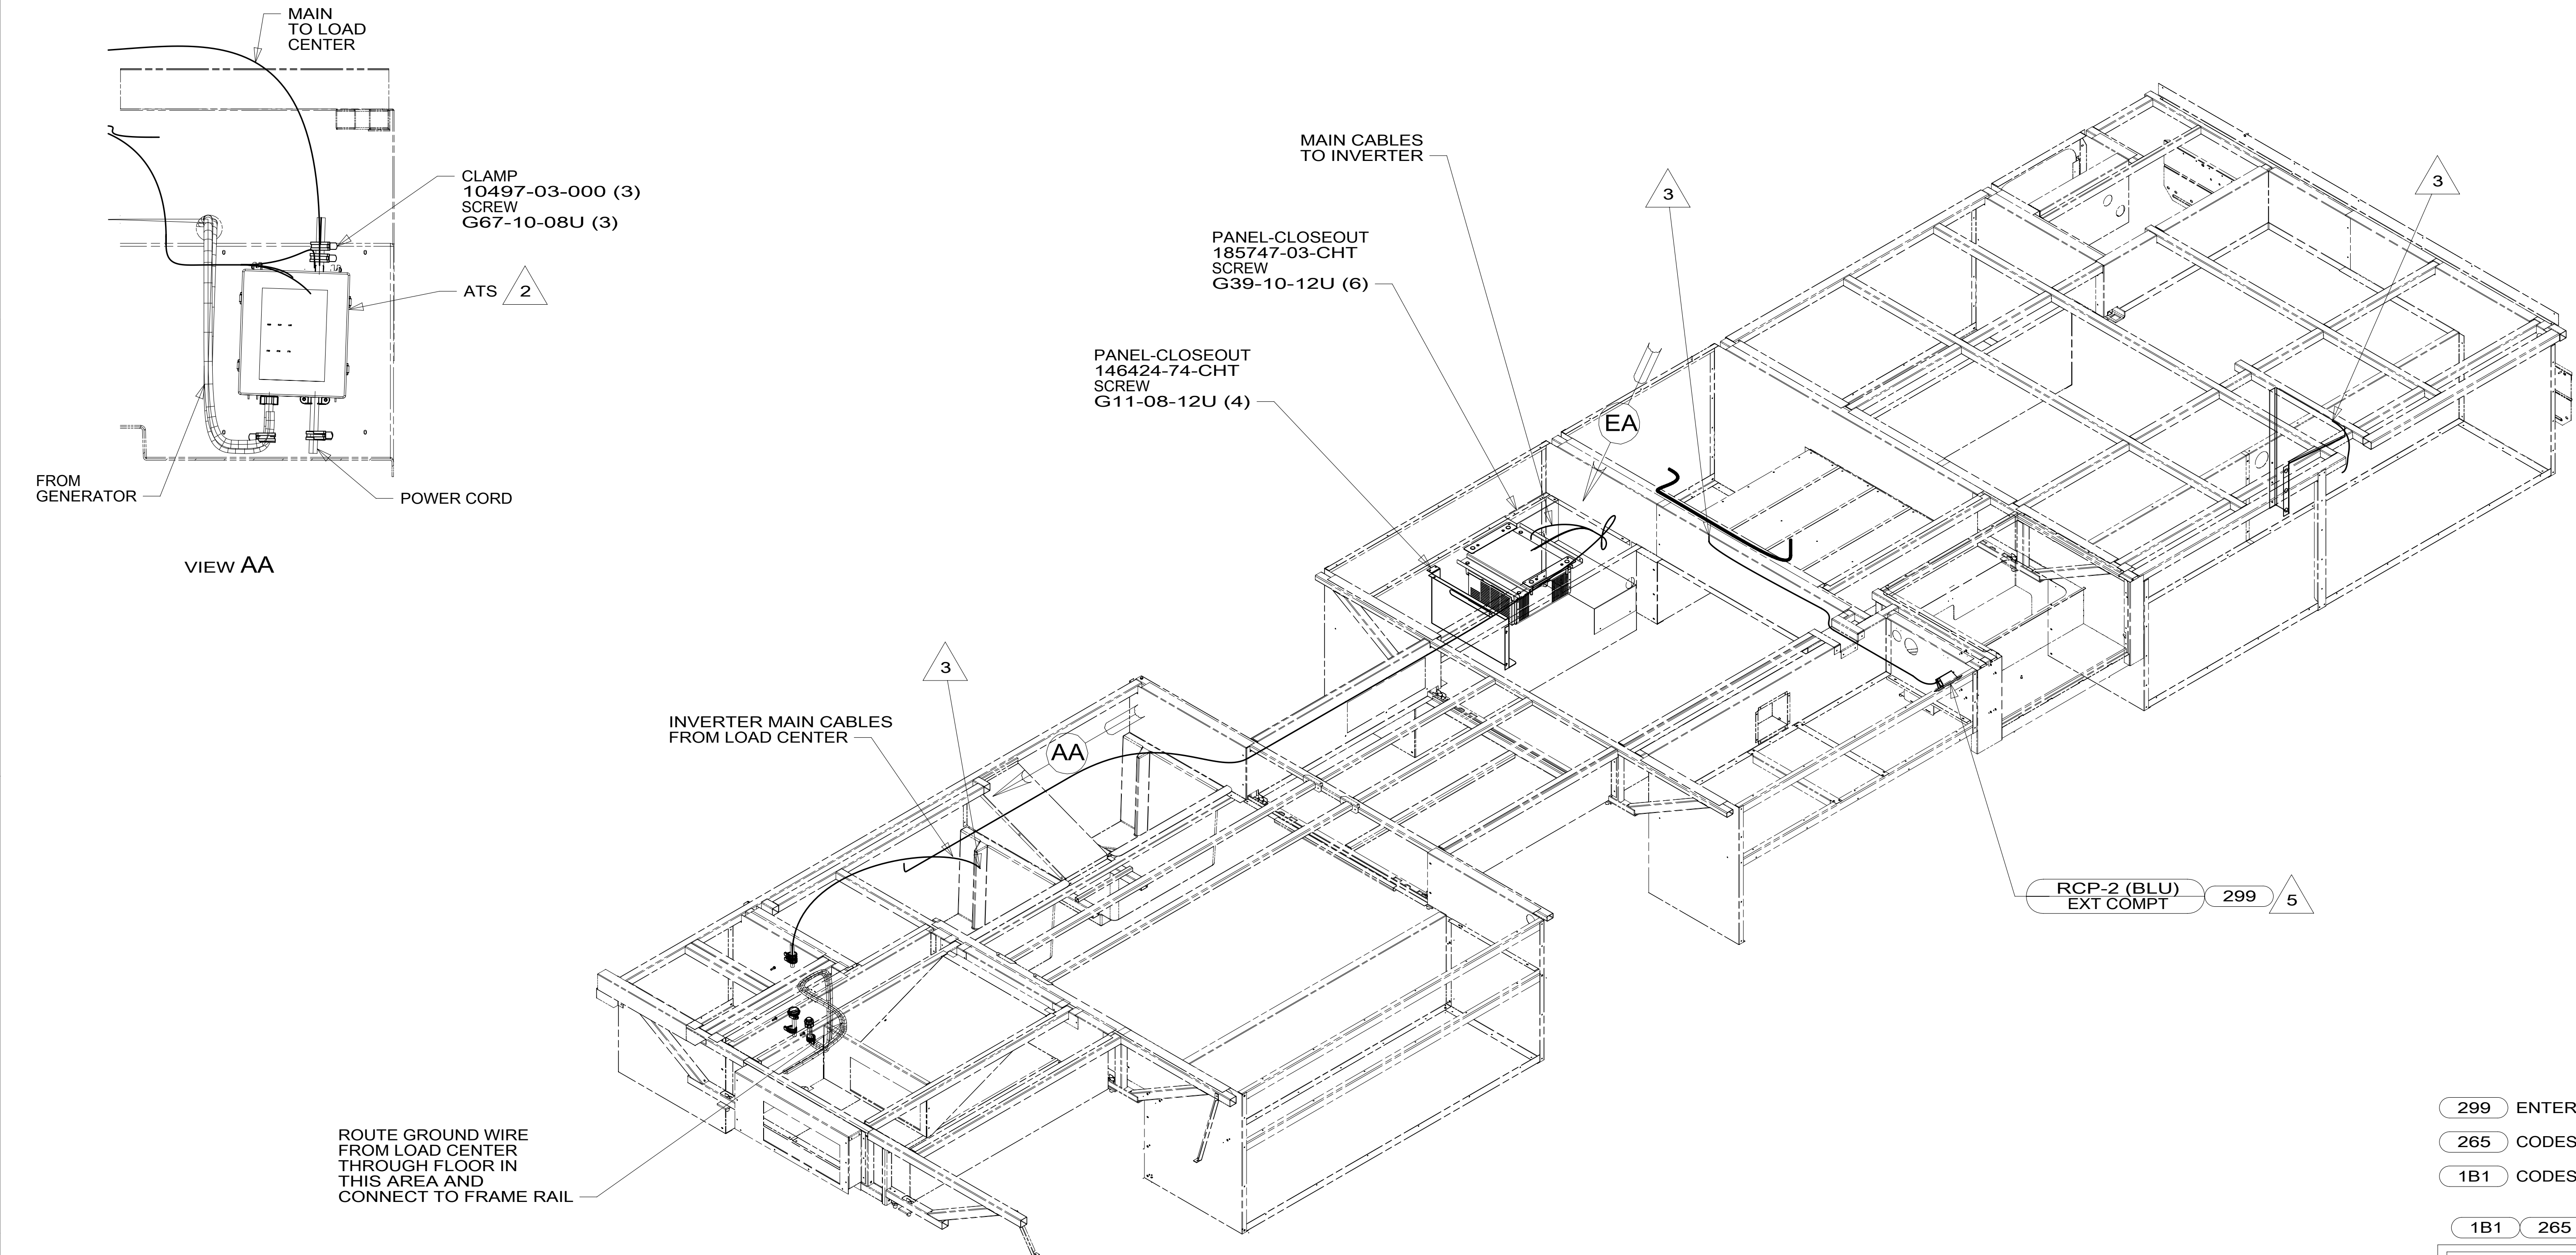 MAIN
TO LOAD
CENTER
CLAMP
10497-03-000 (3)
SCREW
G67-10-08U (3)
ATS 2
FROM
GENERATOR
POWER CORD
VIEW AA
MAIN CABLES
TO INVERTER
PANEL-CLOSEOUT
185747-03-CHT
SCREW
G39-10-12U (6)
PANEL-CLOSEOUT
146424-74-CHT
SCREW
G11-08-12U (4)
3
3
EA
3
INVERTER MAIN CABLES
FROM LOAD CENTER
AA
RCP-2 (BLU)
EXT COMPT
299
5
ROUTE GROUND WIRE
FROM LOAD CENTER
THROUGH FLOOR IN
THIS AREA AND
CONNECT TO FRAME RAIL
299 ENTER
265 CODES
1B1 CODES
1B1 265